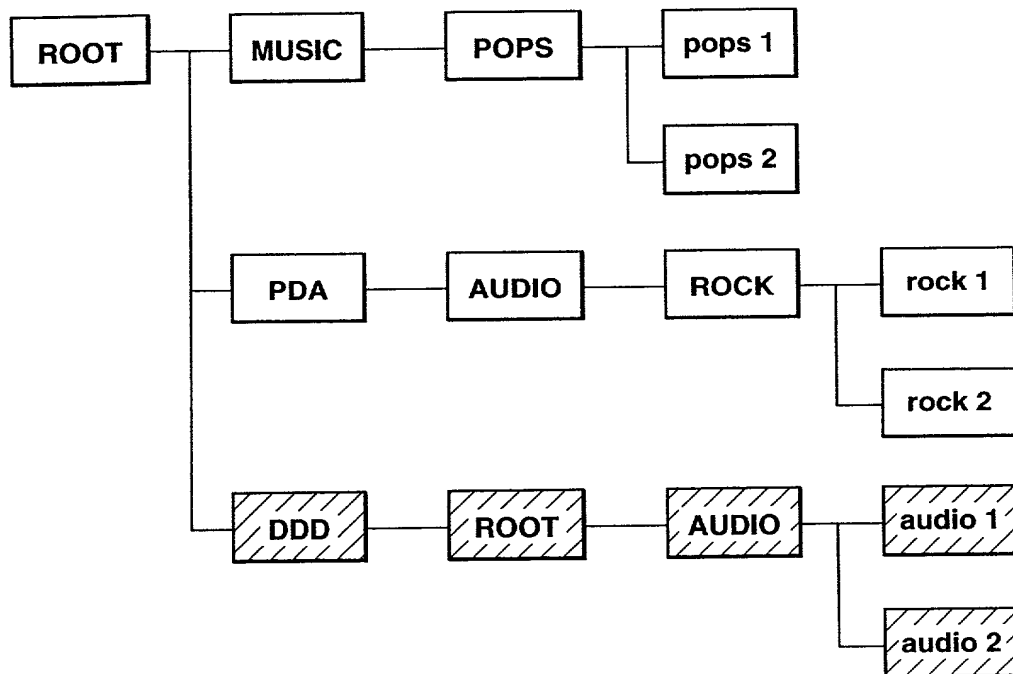 ROOT
MUSIC
POPS
pops 1
pops 2
PDA
AUDIO
ROCK
rock 1
rock 2
DDD
ROOT
AUDIO
audio 1
audio 2